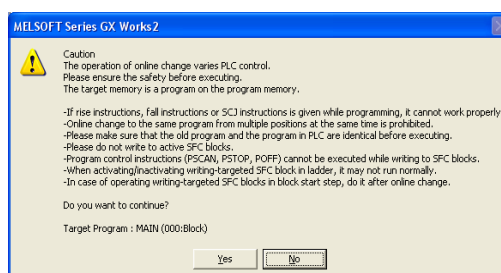 MELSOFT Series GX Works2
Caution
The operation of online change varies PLC control.
Please ensure the safety before executing.
The target memory is a program on the program memory.
-If rise instructions, fall instructions or SCJ instructions is given while programming, it cannot work properly
-Online change to the same program from multiple positions at the same time is prohibited.
-Please make sure that the old program and the program in PLC are identical before executing.
-Please do not write to active SFC blocks.
-Program control instructions (PSCAN, PSTOP, POFF) cannot be executed while writing to SFC blocks.
-When activating/inactivating writing-targeted SFC block in ladder, it may not run normally.
-In case of operating writing-targeted SFC blocks in block start step, do it after online change.
Do you want to continue?
Target Program : MAIN (000:Block)
Yes No